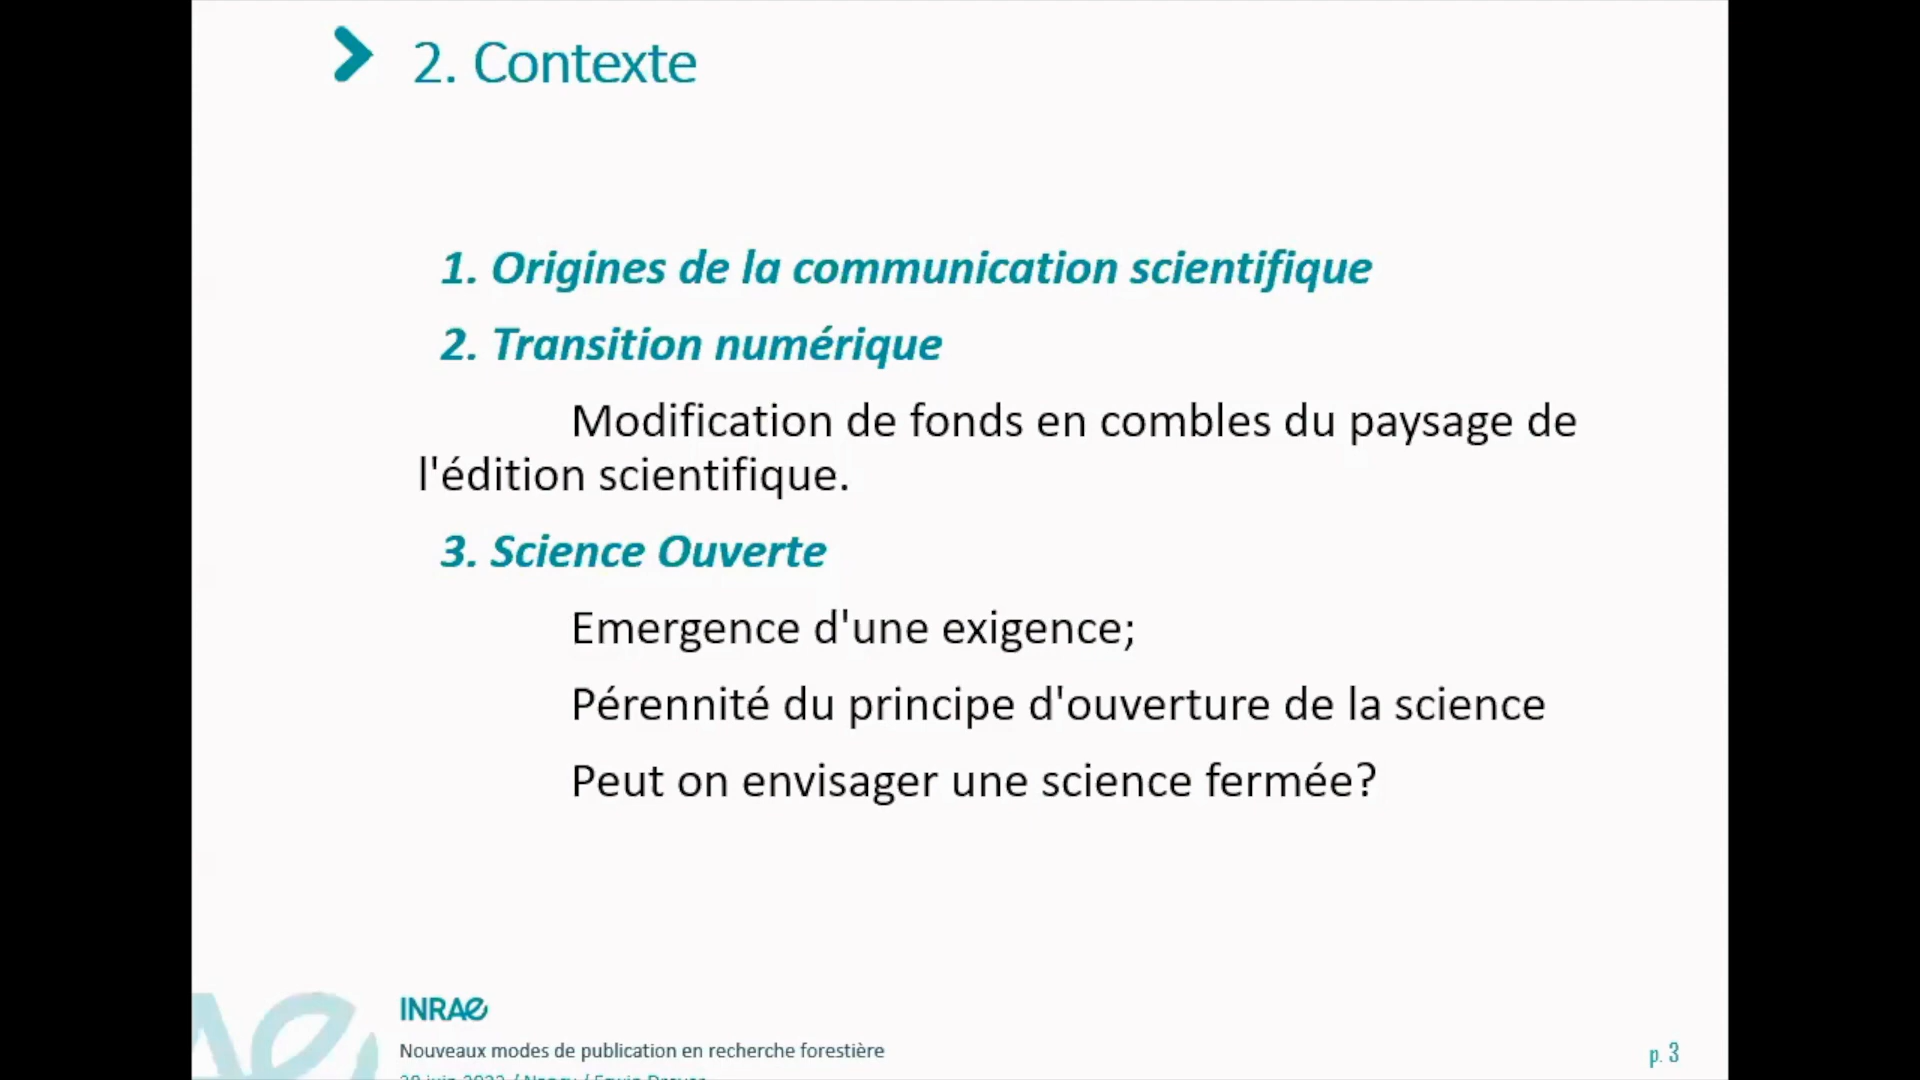 2. Contexte
1. Origines de la communication scientifique
2. Transition numérique
Modification de fonds en combles du paysage de
l'édition scientifique.
3. Science Ouverte
Emergence d'une exigence;
Pérennité du principe d'ouverture de la science
Peut on envisager une science fermée?
INRAE
Nouveaux modes de publication en recherche forestière
p. 3